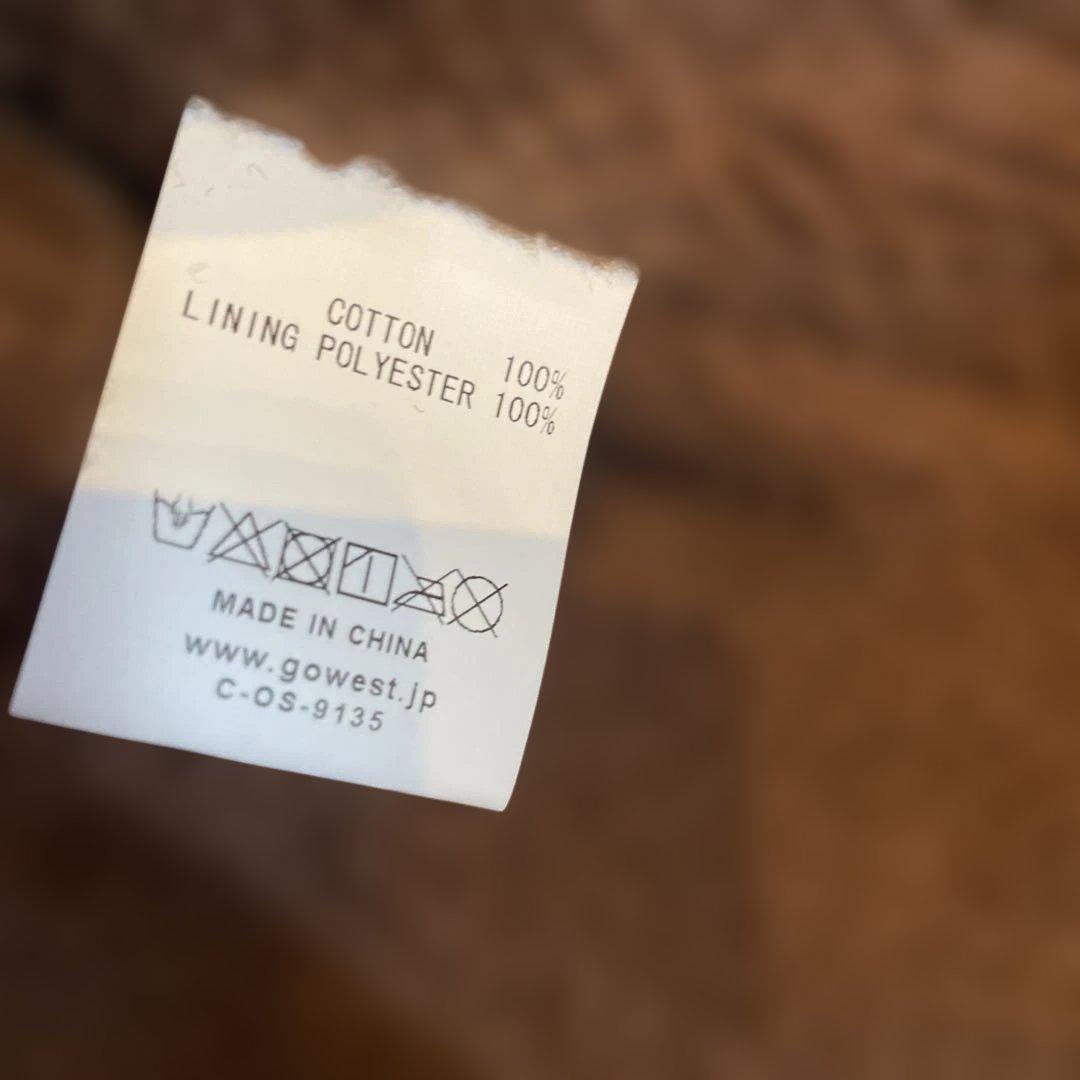 COTTON 100%
LINING POLYESTER 100%
MADE IN CHINA
www.gowest.jp
C-OS-9135